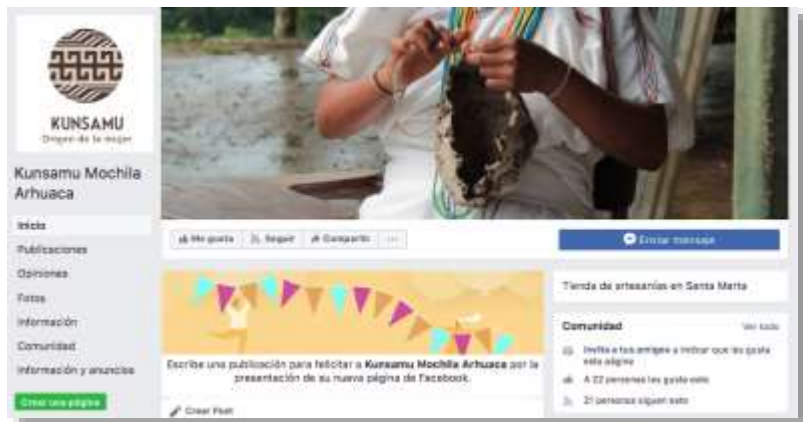 KUNSAMU
Origen de la mujer
Kunsamu Mochila
Arhuaca
Inicio
Publicaciones
Opiniones
Fotos
Información
Comunidad
Información y anuncios
Crear una página
Me gusta
Seguir
Compartir
...
Enviar mensaje
Escribe una publicación para felicitar a Kunsamu Mochila Arhuaca por la
presentación de su nueva página de Facebook.
Crear Post
Tienda de artesanías en Santa Marta
Comunidad
Ver todo
Invita a tus amigos a indicar que les gusta
esta página
A 22 personas les gusta esto
21 personas siguen esto